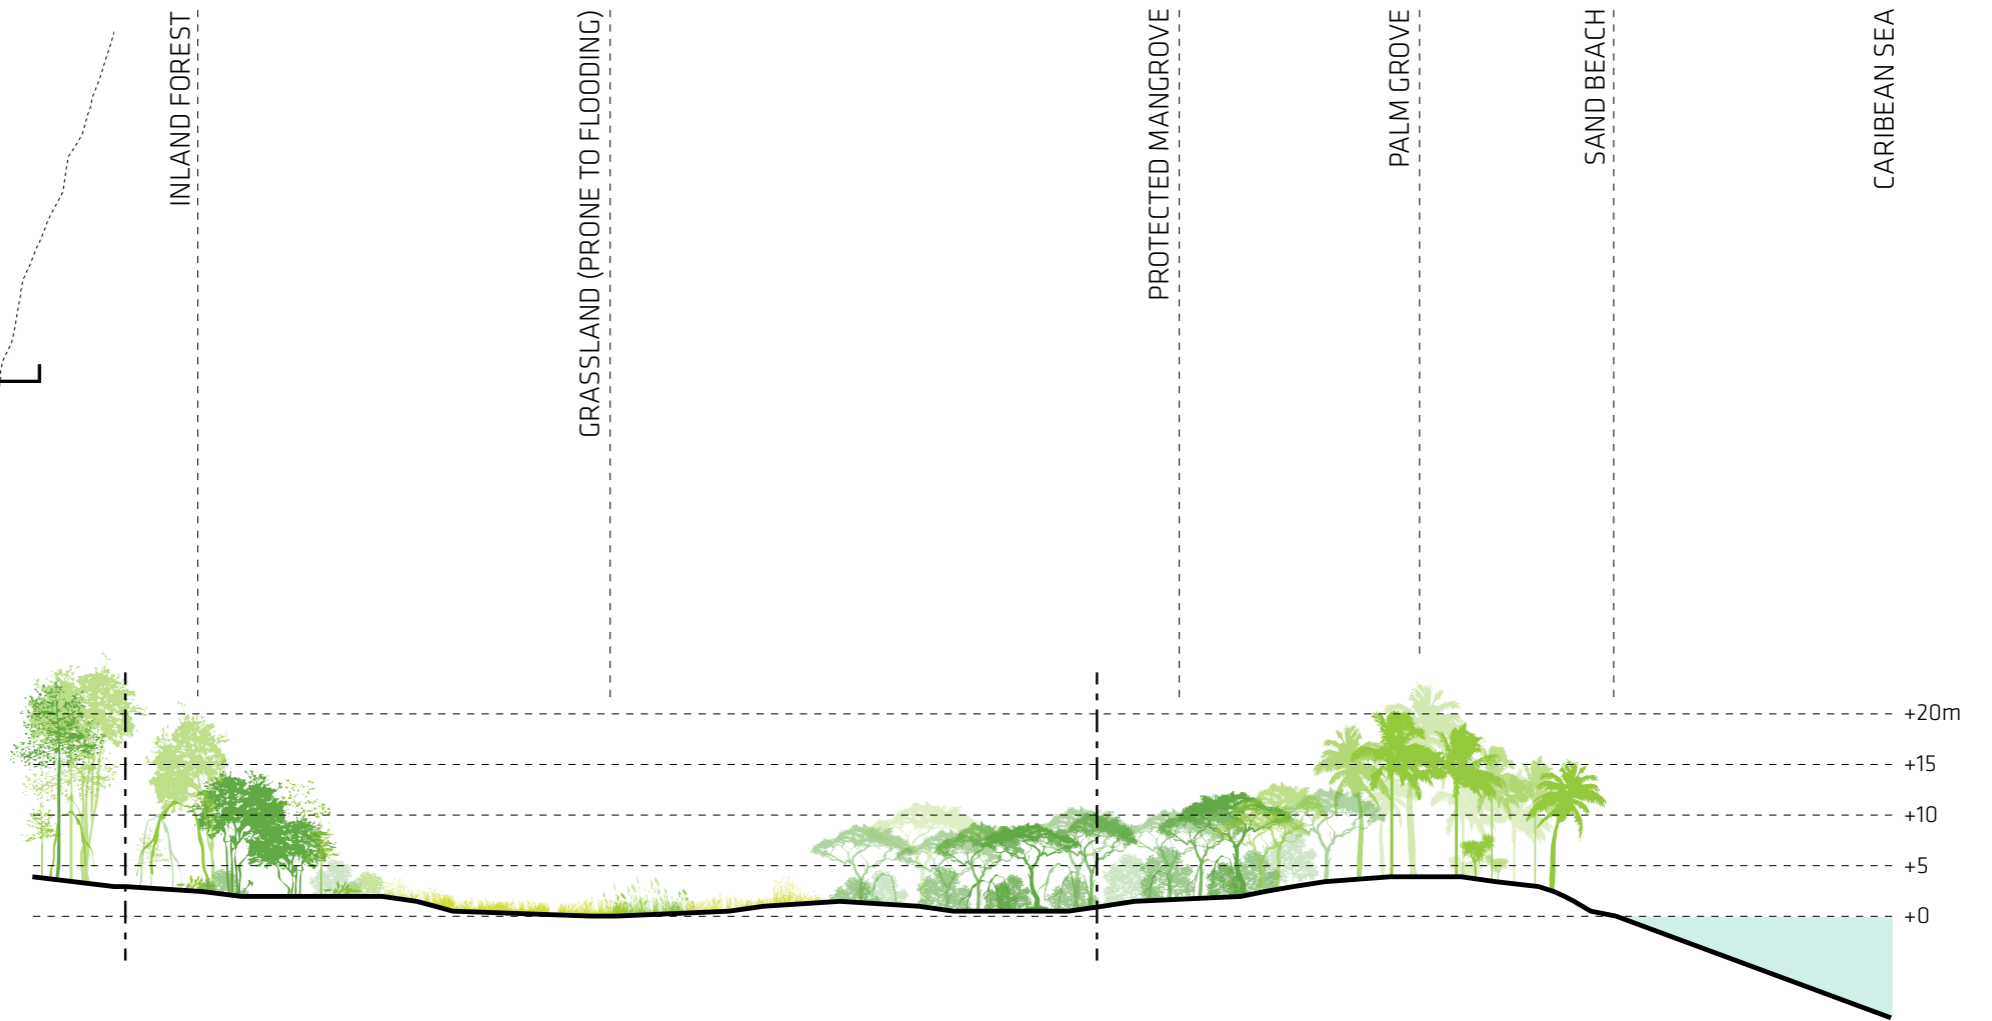 INLAND FOREST
GRASSLAND (PRONE TO FLOODING)
PROTECTED MANGROVE
PALM GROVE
SAND BEACH
CARIBEAN SEA
+20m
+15
+10
+5
+0